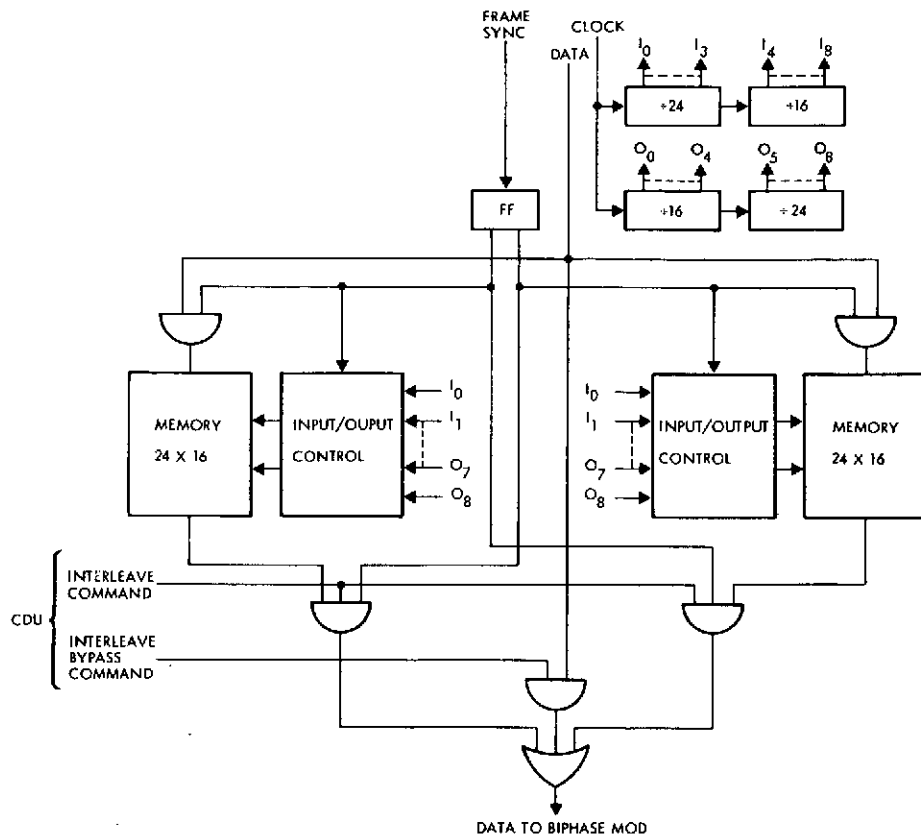 FRAME
SYNC
CLOCK
DATA
I0 I3 I4 I8
÷24 ÷16
O0 O4 O5 O8
÷16 ÷24
FF
MEMORY
24 X 16
INPUT/OUPUT
CONTROL
I0
I1
O7
O8
I0
I1
O7
O8
INPUT/OUTPUT
CONTROL
MEMORY
24 X 16
CDU
INTERLEAVE
COMMAND
INTERLEAVE
BYPASS
COMMAND
DATA TO BIPHASE MOD